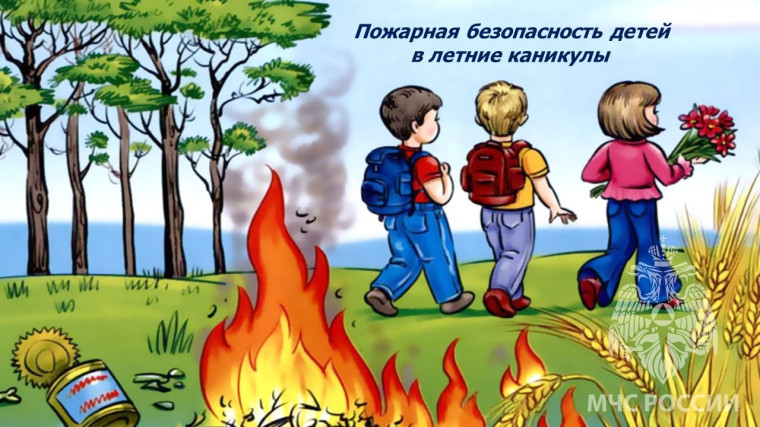 Пожарная безопасность детей
в летние каникулы
МЧС РОССИИ